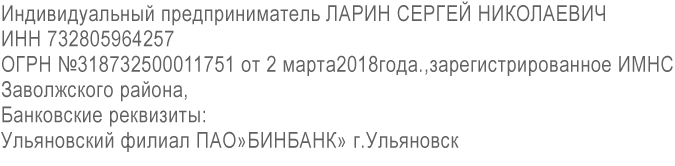 Индивидуальный предприниматель ЛАРИН СЕРГЕЙ НИКОЛАЕВИЧ
ИНН 732805964257
ОГРН №318732500011751 от 2 марта2018года.,зарегистрированное ИМНС
Заволжского района,
Банковские реквизиты:
Ульяновский филиал ПАО»БИНБАНК» г.Ульяновск